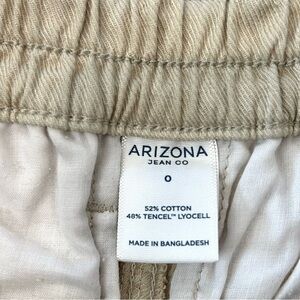 ARIZONA
JEAN CO
0
52% COTTON
48% TENCEL™ LYOCELL
MADE IN BANGLADESH